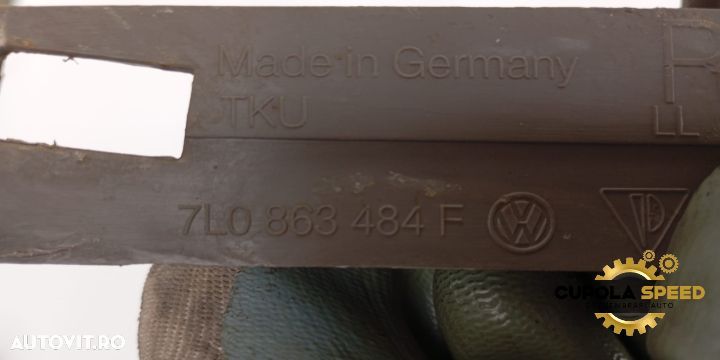 Made in Germany
R
TKU
LL
7L0 863 484 F
CUPOLA SPEED
AUTOVIT.RO